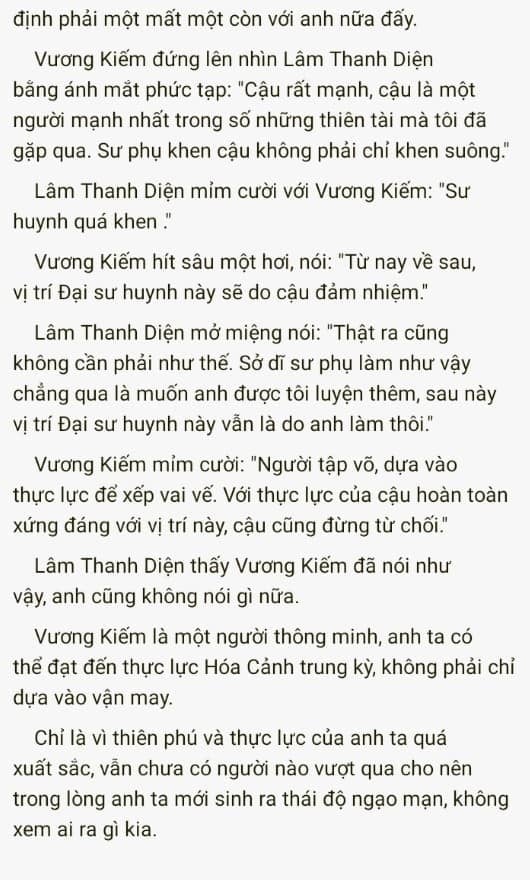 định phải một mất một còn với anh nữa đấy.
Vương Kiếm đứng lên nhìn Lâm Thanh Diện
bằng ánh mắt phức tạp: "Cậu rất mạnh, cậu là một
người mạnh nhất trong số những thiên tài mà tôi đã
gặp qua. Sư phụ khen cậu không phải chỉ khen suông."
Lâm Thanh Diện mỉm cười với Vương Kiếm: "Sư
huynh quá khen ."
Vương Kiếm hít sâu một hơi, nói: "Từ nay về sau,
vị trí Đại sư huynh này sẽ do cậu đảm nhiệm."
Lâm Thanh Diện mở miệng nói: "Thật ra cũng
không cần phải như thế. Sở dĩ sư phụ làm như vậy
chẳng qua là muốn anh được tôi luyện thêm, sau này
vị trí Đại sư huynh này vẫn là do anh làm thôi."
Vương Kiếm mỉm cười: "Người tập võ, dựa vào
thực lực để xếp vai vế. Với thực lực của cậu hoàn toàn
xứng đáng với vị trí này, cậu cũng đừng từ chối."
Lâm Thanh Diện thấy Vương Kiếm đã nói như
vậy, anh cũng không nói gì nữa.
Vương Kiếm là một người thông minh, anh ta có
thể đạt đến thực lực Hóa Cảnh trung kỳ, không phải chỉ
dựa vào vận may.
Chỉ là vì thiên phú và thực lực của anh ta quá
xuất sắc, vẫn chưa có người nào vượt qua cho nên
trong lòng anh ta mới sinh ra thái độ ngạo mạn, không
xem ai ra gì kia.